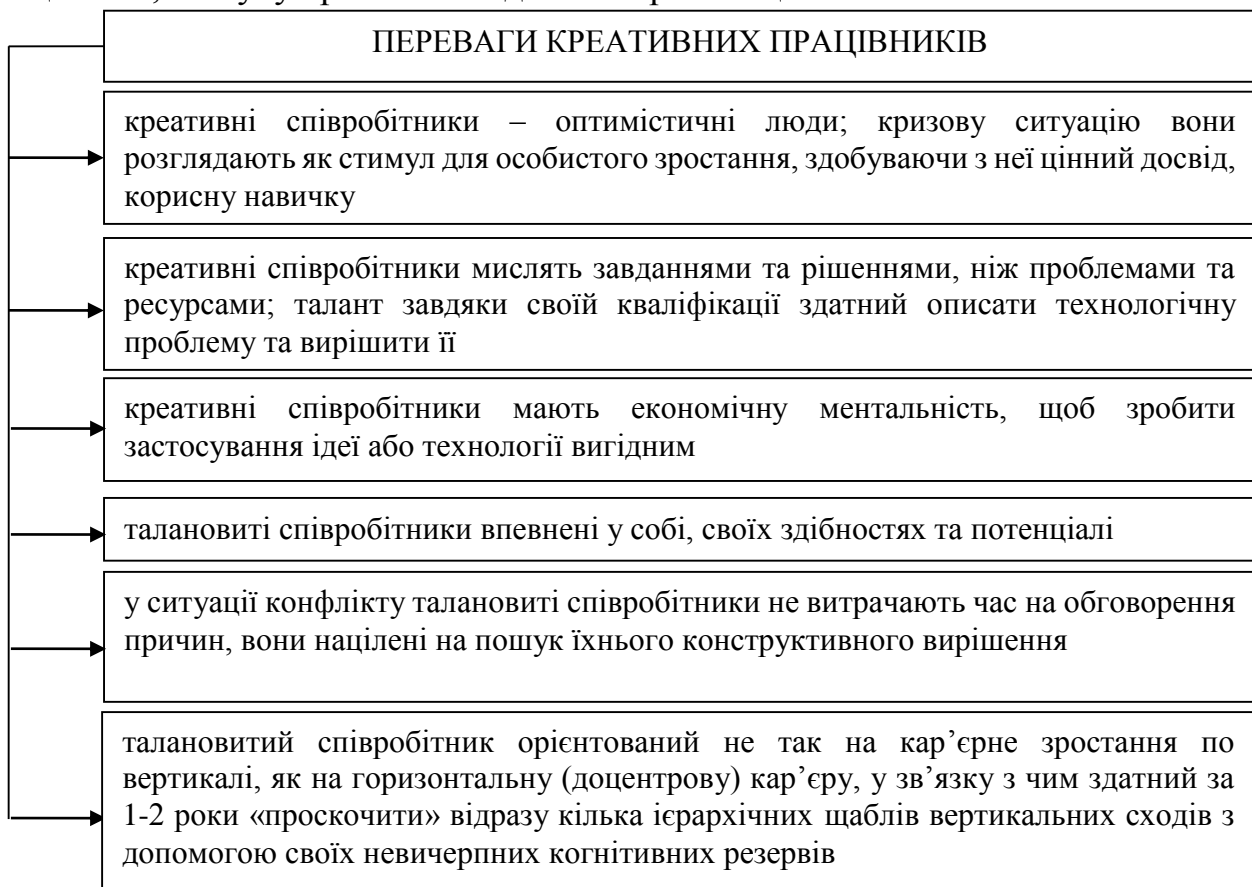 ПЕРЕВАГИ КРЕАТИВНИХ ПРАЦІВНИКІВ
креативні співробітники – оптимістичні люди; кризову ситуацію вони
розглядають як стимул для особистого зростання, здобуваючи з неї цінний досвід,
корисну навичку
креативні співробітники мислять завданнями та рішеннями, ніж проблемами та
ресурсами; талант завдяки своїй кваліфікації здатний описати технологічну
проблему та вирішити її
креативні співробітники мають економічну ментальність, щоб зробити
застосування ідеї або технології вигідним
талановиті співробітники впевнені у собі, своїх здібностях та потенціалі
у ситуації конфлікту талановиті співробітники не витрачають час на обговорення
причин, вони націлені на пошук їхнього конструктивного вирішення
талановитий співробітник орієнтований не так на кар’єрне зростання по
вертикалі, як на горизонтальну (доцентрову) кар’єру, у зв’язку з чим здатний за
1-2 роки «проскочити» відразу кілька ієрархічних щаблів вертикальних сходів з
допомогою своїх невичерпних когнітивних резервів